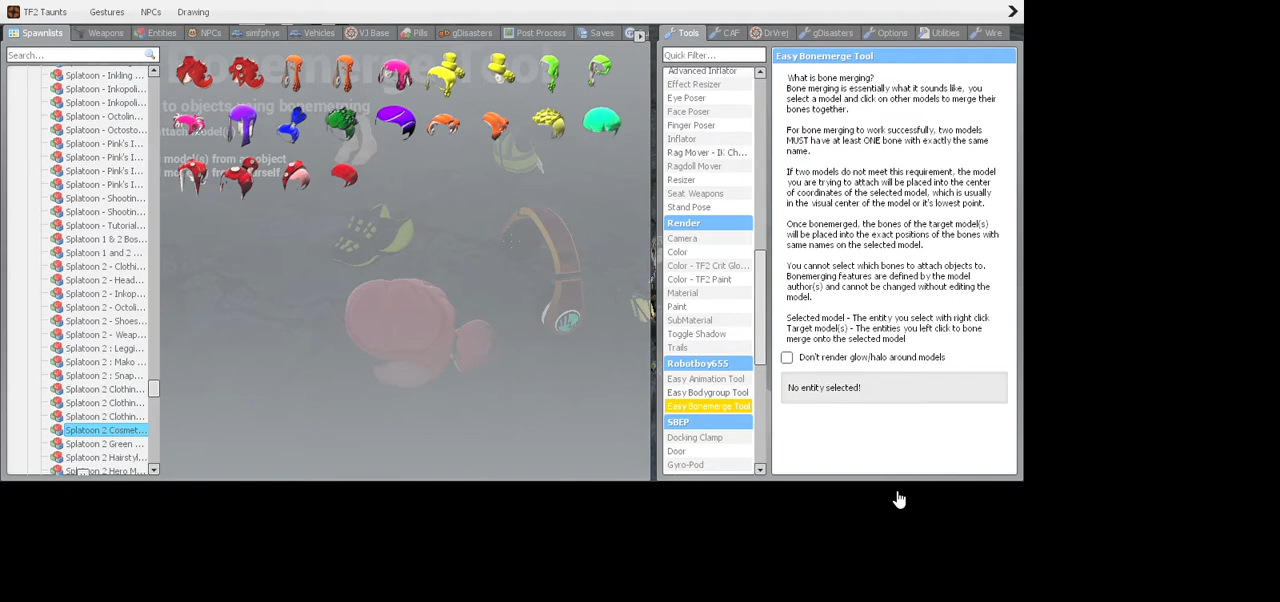 TF2 Taunts Gestures NPCs Drawing
Spawnlists Weapons Entities NPCs simfphys Vehicles VJ Base Pills gDisasters Post Process Saves
Search...
Splatoon - Inkling
Splatoon - Inkopoli...
Splatoon - Inkopoli...
Splatoon - Octolin...
Splatoon - Octosto...
Splatoon - Pink's I...
Splatoon - Pink's I...
Splatoon - Pink's I...
Splatoon - Pink's I...
Splatoon - Shootin...
Splatoon - Shootin...
Splatoon - Tutorial...
Splatoon 1 & 2 Bos...
Splatoon 1 and 2 ...
Splatoon 2 - Clothi...
Splatoon 2 - Head...
Splatoon 2 - Inkop...
Splatoon 2 - Octoli...
Splatoon 2 - Shoes...
Splatoon 2 - Weap...
Splatoon 2 : Leggi...
Splatoon 2 : Mako ...
Splatoon 2 : Snap...
Splatoon 2 Clothin...
Splatoon 2 Clothin...
Splatoon 2 Clothin...
Splatoon 2 Cosmet...
Splatoon 2 Green ...
Splatoon 2 Hairstyl...
Splatoon 2 Hero M...
to objects using bonemerging
attach model(s)
model(s) from a object
model(s) from yourself
Tools CAF DrVrej gDisasters Options Utilities Wire
Quick Filter...
Advanced Inflator
Effect Resizer
Eye Poser
Face Poser
Finger Poser
Inflator
Rag Mover - IK Ch...
Ragdoll Mover
Resizer
Seat Weapons
Stand Pose
Render
Camera
Color
Color - TF2 Crit Glo...
Color - TF2 Paint
Material
Paint
SubMaterial
Toggle Shadow
Trails
Robotboy655
Easy Animation Tool
Easy Bodygroup Tool
Easy Bonemerge Tool
SBEP
Docking Clamp
Door
Gyro-Pod
Easy Bonemerge Tool
What is bone merging?
Bone merging is essentially what it sounds like, you
select a model and click on other models to merge their
bones together.
For bone merging to work successfully, two models
MUST have at least ONE bone with exactly the same
name.
If two models do not meet this requirement, the model
you are trying to attach will be placed into the center
of coordinates of the selected model, which is usually
in the visual center of the model or it's lowest point.
Once bonemerged, the bones of the target model(s)
will be placed into the exact positions of the bones with
same names on the selected model.
You cannot select which bones to attach objects to.
Bonemerging features are defined by the model
author(s) and cannot be changed without editing the
model.
Selected model - The entity you select with right click
Target model(s) - The entities you left click to bone
merge onto the selected model
Don't render glow/halo around models
No entity selected!